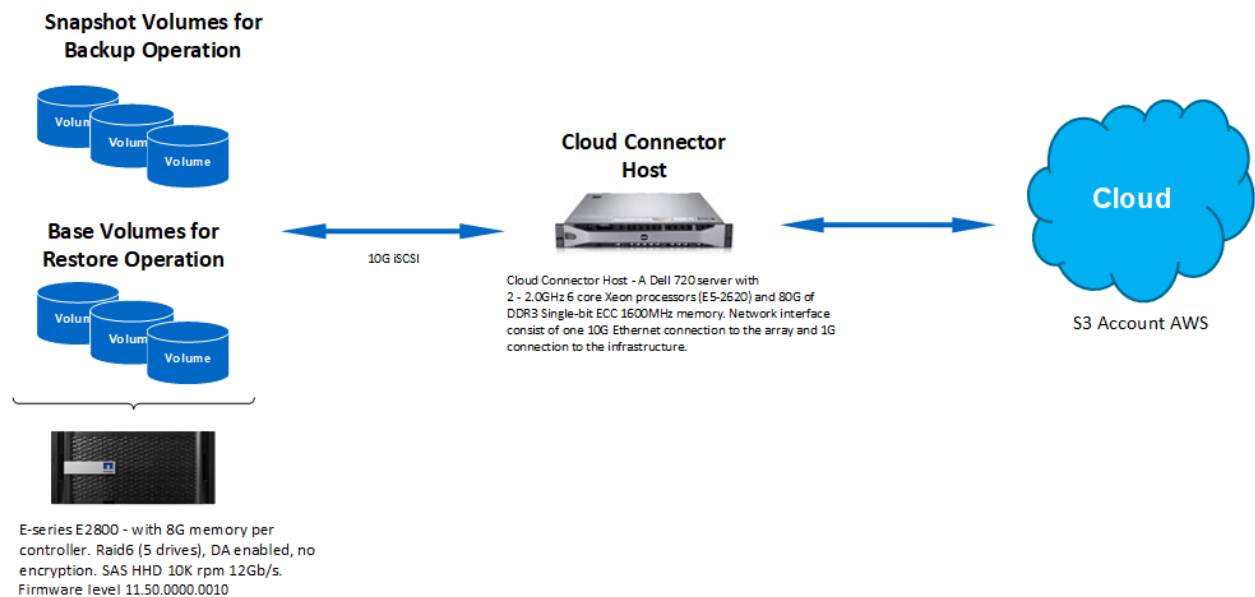 Snapshot Volumes for
Backup Operation
Volum
Volum
Volume
Base Volumes for
Restore Operation
Volum
Volum
Volume
E-series E2800 - with 8G memory per
controller. Raid6 (5 drives), DA enabled, no
encryption. SAS HHD 10K rpm 12Gb/s.
Firmware level 11.50.0000.0010
10G iSCSI
Cloud Connector
Host
Cloud Connector Host - A Dell 720 server with
2 - 2.0GHz 6 core Xeon processors (E5-2620) and 80G of
DDR3 Single-bit ECC 1600MHz memory. Network interface
consist of one 10G Ethernet connection to the array and 1G
connection to the infrastructure.
Cloud
S3 Account AWS